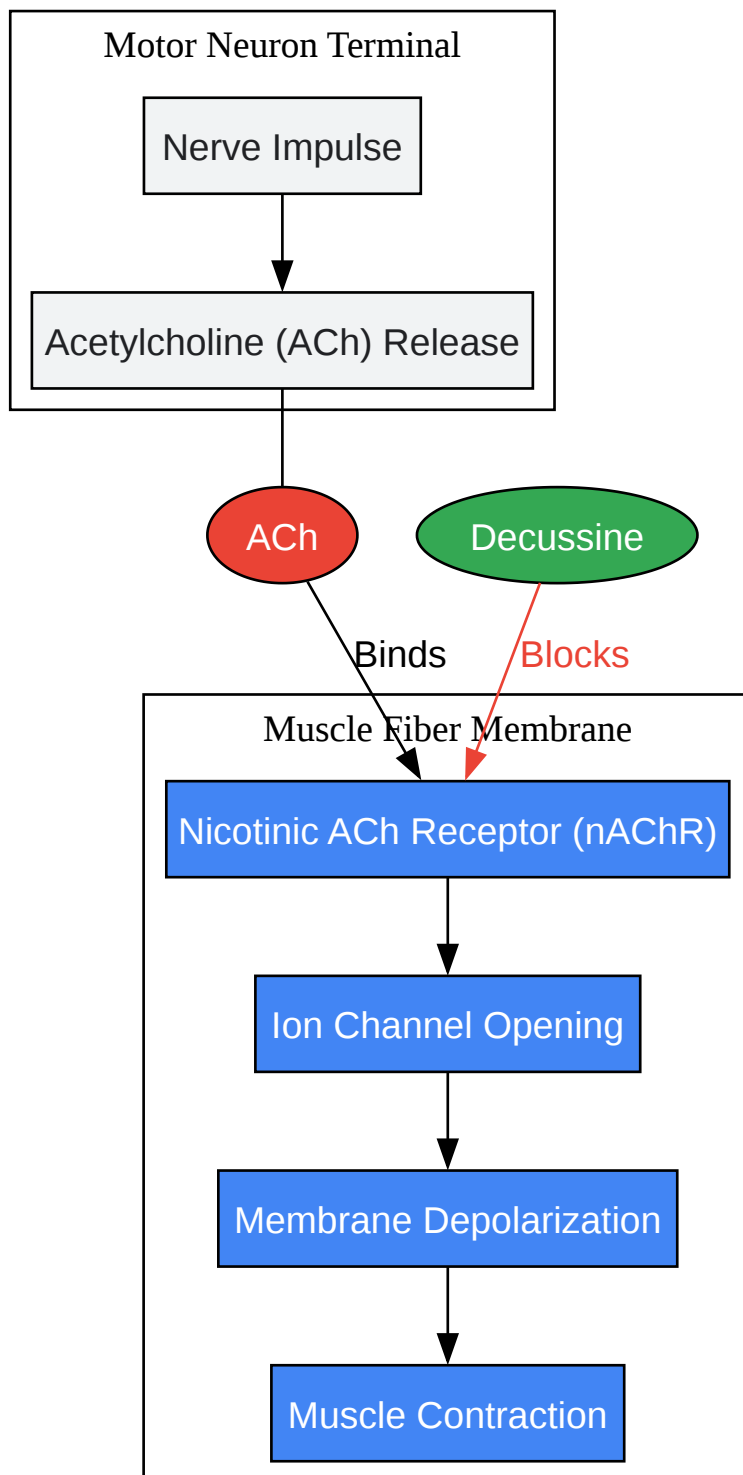 Motor Neuron Terminal
Nerve Impulse
Acetylcholine (ACh) Release
ACh
Decussine
Binds
Blocks
Muscle Fiber Membrane
Nicotinic ACh Receptor (nAChR)
Ion Channel Opening
Membrane Depolarization
Muscle Contraction